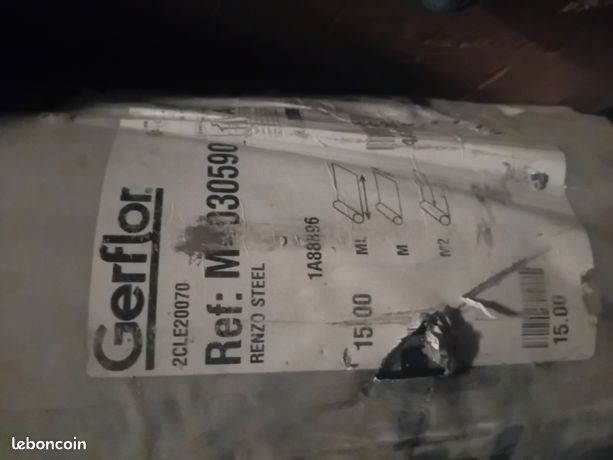 Gerflor.
2CLE20070
Ref: 030590
RENZO STEEL
1A88896
15.00 ML
M
M2
15.00
leboncoin